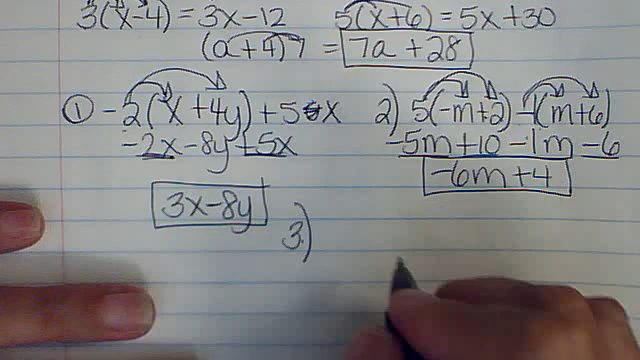 3(x-4) = 3x-12 5(x+6) = 5x+30
(a+4)7 = 7a+28
① -2(x+4y)+5x 2) 5(-m+2) -(m+6)
-2x-8y+5x -5m+10-1m-6
3x-8y -6m+4
3)